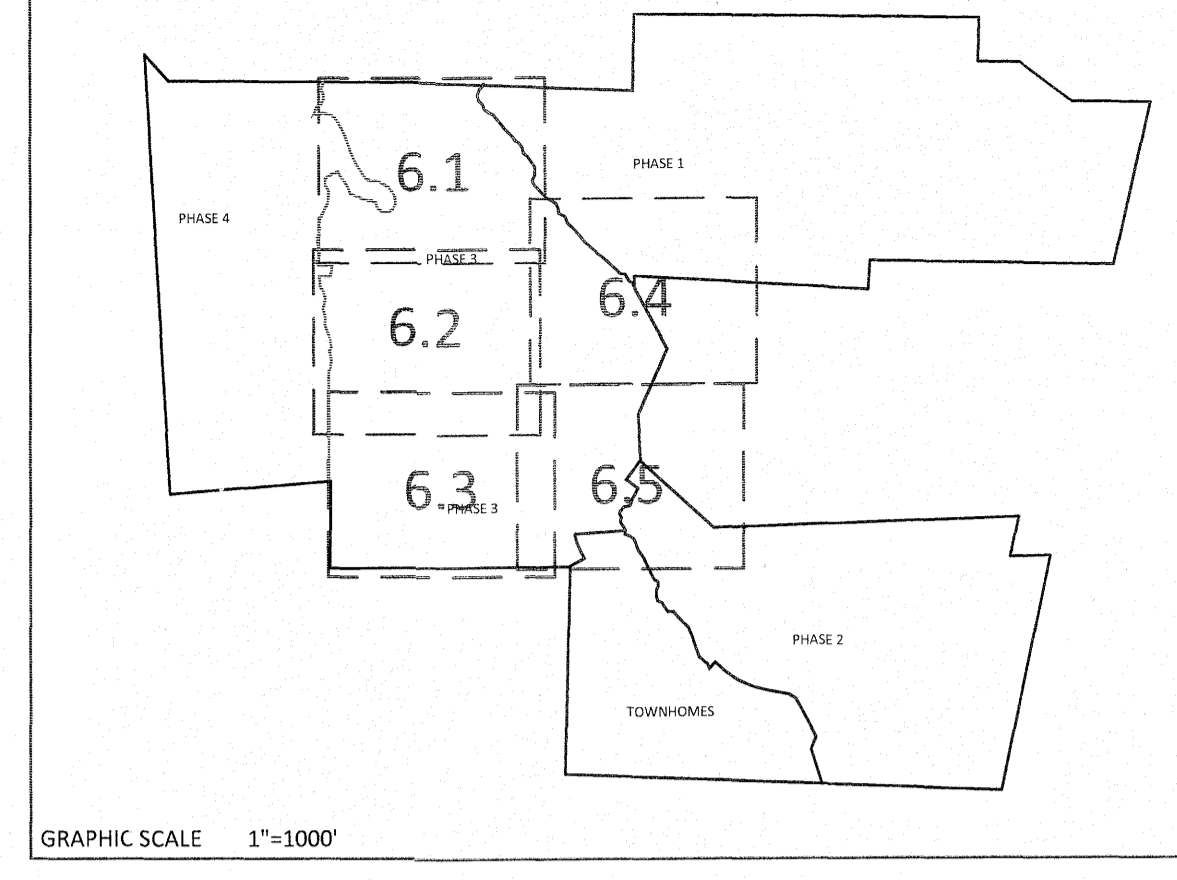 PHASE 1
6.1
PHASE 4
PHASE 3
6.4
6.2
6.5
6.3
PHASE 3
PHASE 2
TOWNHOMES
GRAPHIC SCALE 1"=1000'